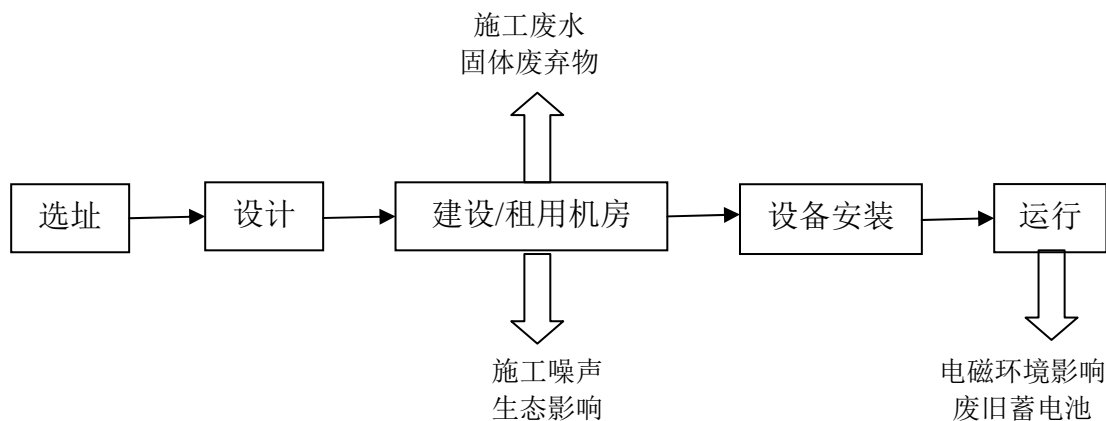 施工废水
固体废弃物
选址
设计
建设/租用机房
设备安装
运行
施工噪声
生态影响
电磁环境影响
废旧蓄电池